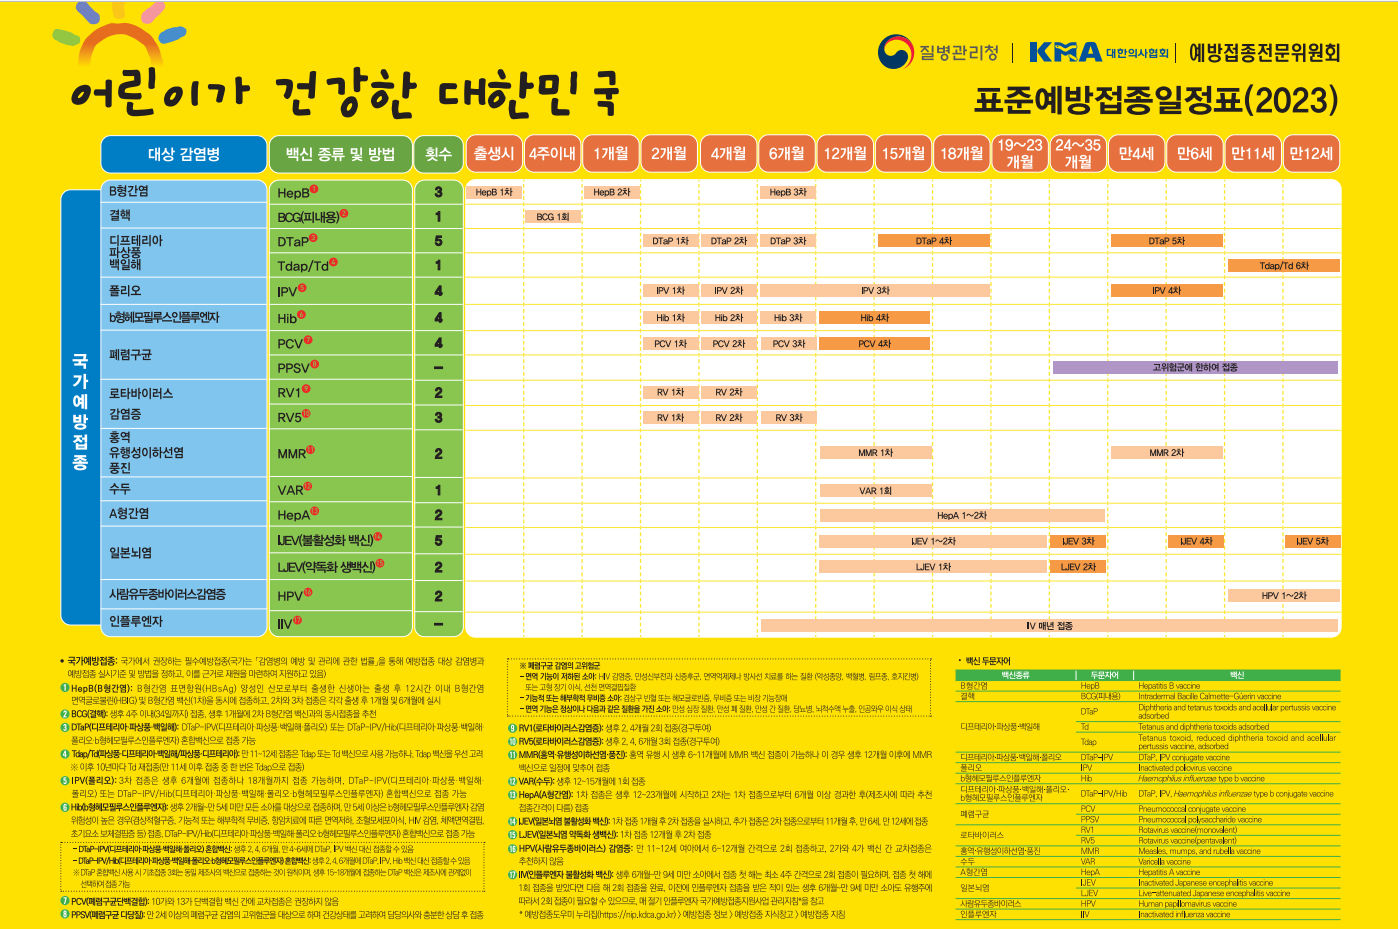 질병관리청 | KMA 대한의사협회 | 예방접종전문위원회
어린이가 건강한 대한민국
표준예방접종일정표(2023)
대상 감염병 백신 종류 및 방법 횟수 출생시 4주이내 1개월 2개월 4개월 6개월 12개월 15개월 18개월 19~23개월 24~35개월 만4세 만6세 만11세 만12세
국가예방접종
B형간염 HepB❶ 3 HepB 1차 HepB 2차 HepB 3차
결핵 BCG(피내용)❷ 1 BCG 1회
디프테리아
파상풍
백일해
DTaP❸ 5 DTaP 1차 DTaP 2차 DTaP 3차 DTaP 4차 DTaP 5차
Tdap/Td❹ 1 Tdap/Td 6차
폴리오 IPV❺ 4 IPV 1차 IPV 2차 IPV 3차 IPV 4차
b형헤모필루스인플루엔자 Hib❻ 4 Hib 1차 Hib 2차 Hib 3차 Hib 4차
폐렴구균
PCV❼ 4 PCV 1차 PCV 2차 PCV 3차 PCV 4차
PPSV❽ – 고위험군에 한하여 접종
로타바이러스
감염증
RV1❾ 2 RV 1차 RV 2차
RV5❿ 3 RV 1차 RV 2차 RV 3차
홍역
유행성이하선염
풍진
MMR⓫ 2 MMR 1차 MMR 2차
수두 VAR⓬ 1 VAR 1회
A형간염 HepA⓭ 2 HepA 1~2차
일본뇌염
IJEV(불활성화 백신)⓮ 5 IJEV 1~2차 IJEV 3차 IJEV 4차 IJEV 5차
LJEV(약독화 생백신)⓯ 2 LJEV 1차 LJEV 2차
사람유두종바이러스감염증 HPV⓰ 2 HPV 1~2차
인플루엔자 IIV⓱ – IIV 매년 접종
• 국가예방접종: 국가에서 권장하는 필수예방접종(국가는 「감염병의 예방 및 관리에 관한 법률」을 통해 예방접종 대상 감염병과
예방접종 실시기준 및 방법을 정하고, 이를 근거로 재원을 마련하여 지원하고 있음)
❶ HepB(B형간염): B형간염 표면항원(HBsAg) 양성인 산모로부터 출생한 신생아는 출생 후 12시간 이내 B형간염
면역글로불린(HBIG) 및 B형간염 백신(1차)을 동시에 접종하고, 2차와 3차 접종은 각각 출생 후 1개월 및 6개월에 실시
❷ BCG(결핵): 생후 4주 이내 접종, 생후 1개월에 2차 B형간염 백신과의 동시접종을 추천
❸ DTaP(디프테리아·파상풍·백일해): DTaP-IPV(디프테리아·파상풍·백일해·폴리오) 또는 DTaP-IPV/Hib(디프테리아·파상풍·백일해·
폴리오·b형헤모필루스인플루엔자) 혼합백신으로 접종 가능
❹ Tdap/Td(파상풍·디프테리아·백일해/파상풍·디프테리아): 만 11~12세 접종은 Tdap 또는 Td 백신으로 사용 가능하나, Tdap 백신을 우선 고려
※ 이후 10년마다 Td 재접종(만 11세 이후 접종 중 한 번은 Tdap으로 접종)
❺ IPV(폴리오): 3차 접종은 생후 6개월에 접종하나 18개월까지 접종 가능하며, DTaP-IPV(디프테리아·파상풍·백일해·
폴리오) 또는 DTaP-IPV/Hib(디프테리아·파상풍·백일해·폴리오·b형헤모필루스인플루엔자) 혼합백신으로 접종 가능
❻ Hib(b형헤모필루스인플루엔자): 생후 2개월~만 5세 미만 모든 소아를 대상으로 접종하며, 만 5세 이상은 b형헤모필루스인플루엔자 감염
위험성이 높은 경우(겸상적혈구증, 기능적 또는 해부학적 무비증, 항암치료에 따른 면역저하, 조혈모세포이식, HIV 감염, 체액면역결핍,
초기요소 보체결핍증 등) 접종, DTaP-IPV/Hib(디프테리아·파상풍·백일해·폴리오·b형헤모필루스인플루엔자) 혼합백신으로 접종 가능
– DTaP-IPV(디프테리아·파상풍·백일해·폴리오) 혼합백신: 생후 2, 4, 6개월, 만 4~6세에 DTaP, IPV 백신 대신 접종할 수 있음
– DTaP-IPV/Hib(디프테리아·파상풍·백일해·폴리오·b형헤모필루스인플루엔자) 혼합백신: 생후 2, 4, 6개월에 DTaP, IPV, Hib 백신 대신 접종할 수 있음
※ DTaP 혼합백신 사용 시 기초접종 3회는 동일 제조사의 백신으로 접종하는 것이 원칙이며, 생후 15~18개월에 접종하는 DTaP 백신은 제조사에 관계없이
선택하여 접종 가능
❼ PCV(폐렴구균단백결합): 10가와 13가 단백결합 백신 간에 교차접종은 권장하지 않음
❽ PPSV(폐렴구균 다당질): 만 2세 이상의 폐렴구균 감염의 고위험군을 대상으로 하며 건강상태를 고려하여 담당의사와 충분한 상담 후 접종
※ 폐렴구균 감염의 고위험군
– 면역 기능이 저하된 소아: HIV 감염증, 만성신부전과 신증후군, 면역억제제나 방사선 치료를 하는 질환 (악성종양, 백혈병, 림프종, 호지킨병)
또는 고형 장기 이식, 선천 면역결핍질환
– 기능적 또는 해부학적 무비증 소아: 겸상구 빈혈 또는 헤모글로빈증, 무비증 또는 비장 기능장애
– 면역 기능은 정상이나 다음과 같은 질환을 가진 소아: 만성 심장 질환, 만성 폐 질환, 만성 간 질환, 당뇨병, 뇌척수액 누출, 인공와우 이식 상태
❾ RV1(로타바이러스감염증): 생후 2, 4개월 2회 접종(경구투여)
❿ RV5(로타바이러스감염증): 생후 2, 4, 6개월 3회 접종(경구투여)
⓫ MMR(홍역·유행성이하선염·풍진): 홍역 유행 시 생후 6~11개월에 MMR 백신 접종이 가능하나 이 경우 생후 12개월 이후에 MMR
백신으로 일정에 맞추어 접종
⓬ VAR(수두): 생후 12~15개월에 1회 접종
⓭ HepA(A형간염): 1차 접종은 생후 12~23개월에 시작하고 2차는 1차 접종으로부터 6개월 이상 경과한 후(제조사에 따라 추천
접종간격이 다름) 접종
⓮ IJEV(일본뇌염 불활성화 백신): 1차 접종 1개월 후 2차 접종을 실시하고, 추가 접종은 2차 접종으로부터 11개월 후, 만 6세, 만 12세에 접종
⓯ LJEV(일본뇌염 약독화 생백신): 1차 접종 12개월 후 2차 접종
⓰ HPV(사람유두종바이러스) 감염증: 만 11~12세 여아에서 6~12개월 간격으로 2회 접종하고, 2가와 4가 백신 간 교차접종은
추천하지 않음
⓱ IIV(인플루엔자 불활성화 백신): 생후 6개월~만 9세 미만 소아에서 접종 첫 해는 최소 4주 간격으로 2회 접종이 필요하며, 접종 첫 해에
1회 접종을 받았다면 다음 해 2회 접종을 완료, 이전에 인플루엔자 접종을 받은 적이 있는 생후 6개월~만 9세 미만 소아도 유행주에
따라서 2회 접종이 필요할 수 있으므로, 매 절기 인플루엔자 국가예방접종지원사업 관리지침*을 참고
* 예방접종도우미 누리집(https://nip.kdca.go.kr) 〉 예방접종 정보 〉 예방접종 지식창고 〉 예방접종 지침
• 백신 두문자어
백신종류 두문자어 백신
B형간염 HepB Hepatitis B vaccine
결핵 BCG(피내용) Intradermal Bacille Calmette-Guérin vaccine
디프테리아·파상풍·백일해
DTaP Diphtheria and tetanus toxoids and acellular pertussis vaccine
adsorbed
Td Tetanus and diphtheria toxoids adsorbed
Tdap Tetanus toxoid, reduced diphtheria toxoid and acellular
pertussis vaccine, adsorbed
디프테리아·파상풍·백일해·폴리오 DTaP-IPV DTaP, IPV conjugate vaccine
폴리오 IPV Inactivated poliovirus vaccine
b형헤모필루스인플루엔자 Hib Haemophilus influenzae type b vaccine
디프테리아·파상풍·백일해·폴리오·
b형헤모필루스인플루엔자 DTaP-IPV/Hib DTaP, IPV, Haemophilus influenzae type b conjugate vaccine
폐렴구균
PCV Pneumococcal conjugate vaccine
PPSV Pneumococcal polysaccharide vaccine
로타바이러스
RV1 Rotavirus vaccine(monovalent)
RV5 Rotavirus vaccine(pentavalent)
홍역·유행성이하선염·풍진 MMR Measles, mumps, and rubella vaccine
수두 VAR Varicella vaccine
A형간염 HepA Hepatitis A vaccine
일본뇌염
IJEV Inactivated Japanese encephalitis vaccine
LJEV Live-attenuated Japanese encephalitis vaccine
사람유두종바이러스 HPV Human papillomavirus vaccine
인플루엔자 IIV Inactivated influenza vaccine